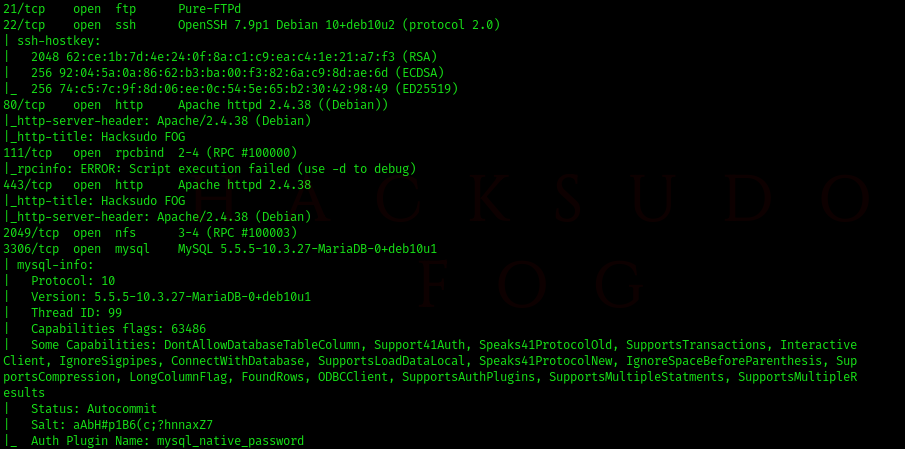 21/tcp open ftp Pure-FTPd
22/tcp open ssh OpenSSH 7.9p1 Debian 10+deb10u2 (protocol 2.0)
| ssh-hostkey:
| 2048 62:ce:1b:7d:4e:24:0f:8a:c1:c9:ea:c4:1e:21:a7:f3 (RSA)
| 256 92:04:5a:0a:86:62:b3:ba:00:f3:82:6a:c9:8d:ae:6d (ECDSA)
|_ 256 74:c5:7c:9f:8d:06:ee:0c:54:5e:65:b2:30:42:98:49 (ED25519)
80/tcp open http Apache httpd 2.4.38 ((Debian))
|_http-server-header: Apache/2.4.38 (Debian)
|_http-title: Hacksudo FOG
111/tcp open rpcbind 2-4 (RPC #100000)
|_rpcinfo: ERROR: Script execution failed (use -d to debug)
443/tcp open http Apache httpd 2.4.38
|_http-title: Hacksudo FOG
|_http-server-header: Apache/2.4.38 (Debian)
2049/tcp open nfs 3-4 (RPC #100003)
3306/tcp open mysql MySQL 5.5.5-10.3.27-MariaDB-0+deb10u1
| mysql-info:
| Protocol: 10
| Version: 5.5.5-10.3.27-MariaDB-0+deb10u1
| Thread ID: 99
| Capabilities flags: 63486
| Some Capabilities: DontAllowDatabaseTableColumn, Support41Auth, Speaks41ProtocolOld, SupportsTransactions, Interactive
Client, IgnoreSigpipes, ConnectWithDatabase, SupportsLoadDataLocal, Speaks41ProtocolNew, IgnoreSpaceBeforeParenthesis, Sup
portsCompression, LongColumnFlag, FoundRows, ODBCClient, SupportsAuthPlugins, SupportsMultipleStatments, SupportsMultipleR
esults
| Status: Autocommit
| Salt: aAbH#p1B6(c;?hnnaxZ7
|_ Auth Plugin Name: mysql_native_password
HACKSUDO
FOG